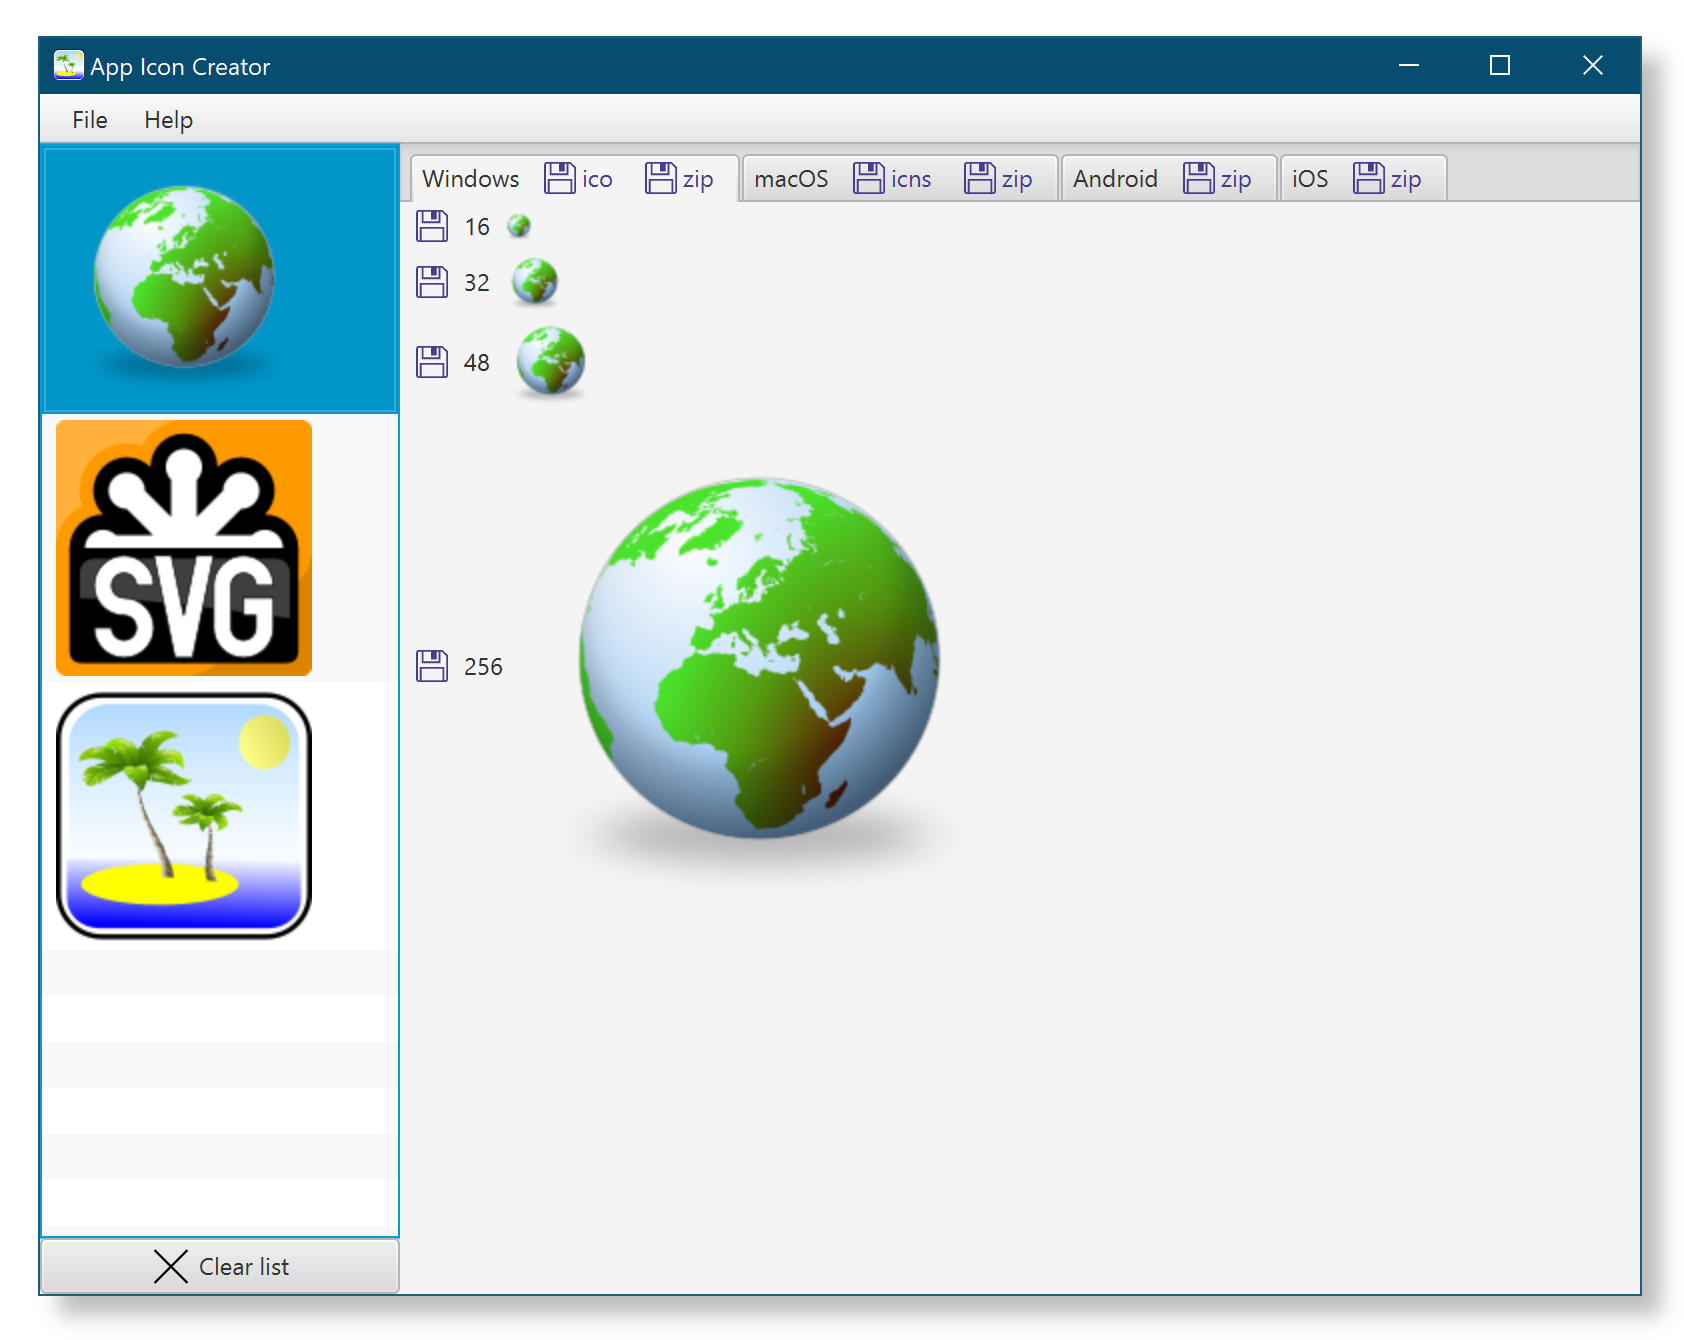 App Icon Creator
File Help
Windows ico zip macOS icns zip Android zip iOS zip
16
32
48
256
SVG
Clear list